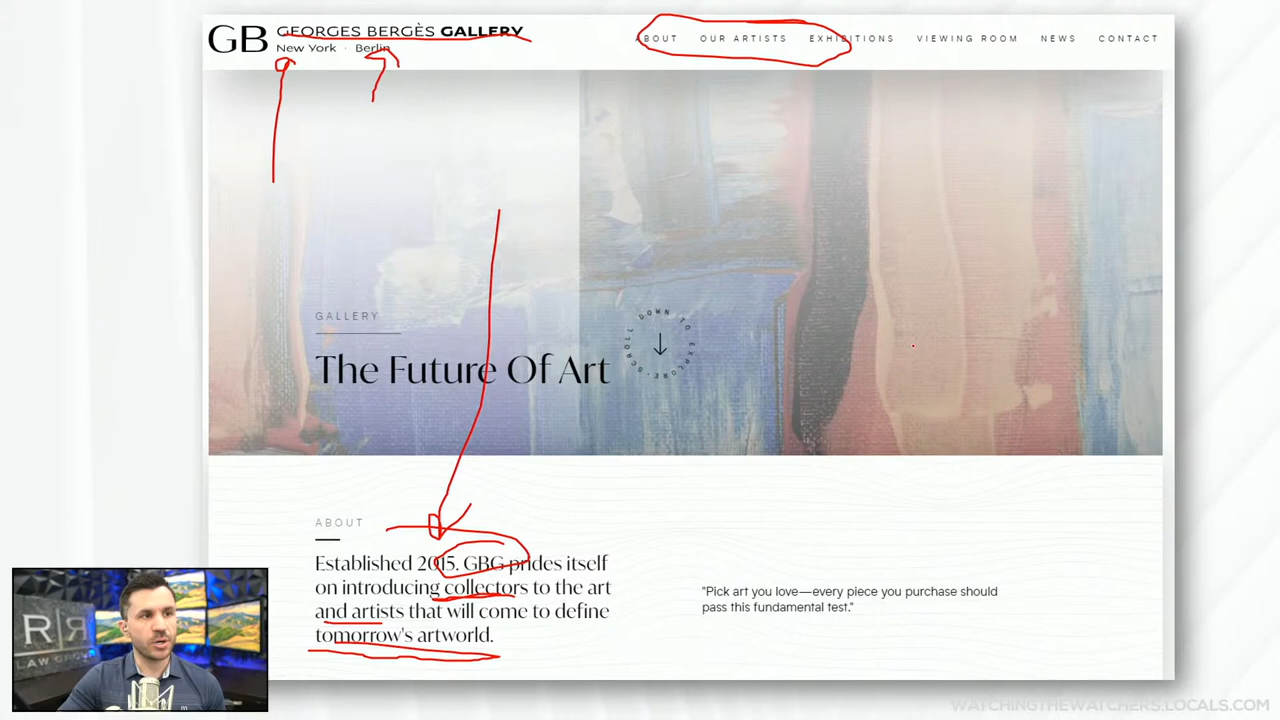 GB GEORGES BERGÈS GALLERY
New York · Berlin
ABOUT OUR ARTISTS EXHIBITIONS VIEWING ROOM NEWS CONTACT
GALLERY
The Future Of Art
SCROLL DOWN TO EXPLORE
ABOUT
Established 2015. GBG prides itself
on introducing collectors to the art
and artists that will come to define
tomorrow's artworld.
"Pick art you love—every piece you purchase should
pass this fundamental test."
R R
LAW GROUP
WATCHINGTHEWATCHERS.LOCALS.COM